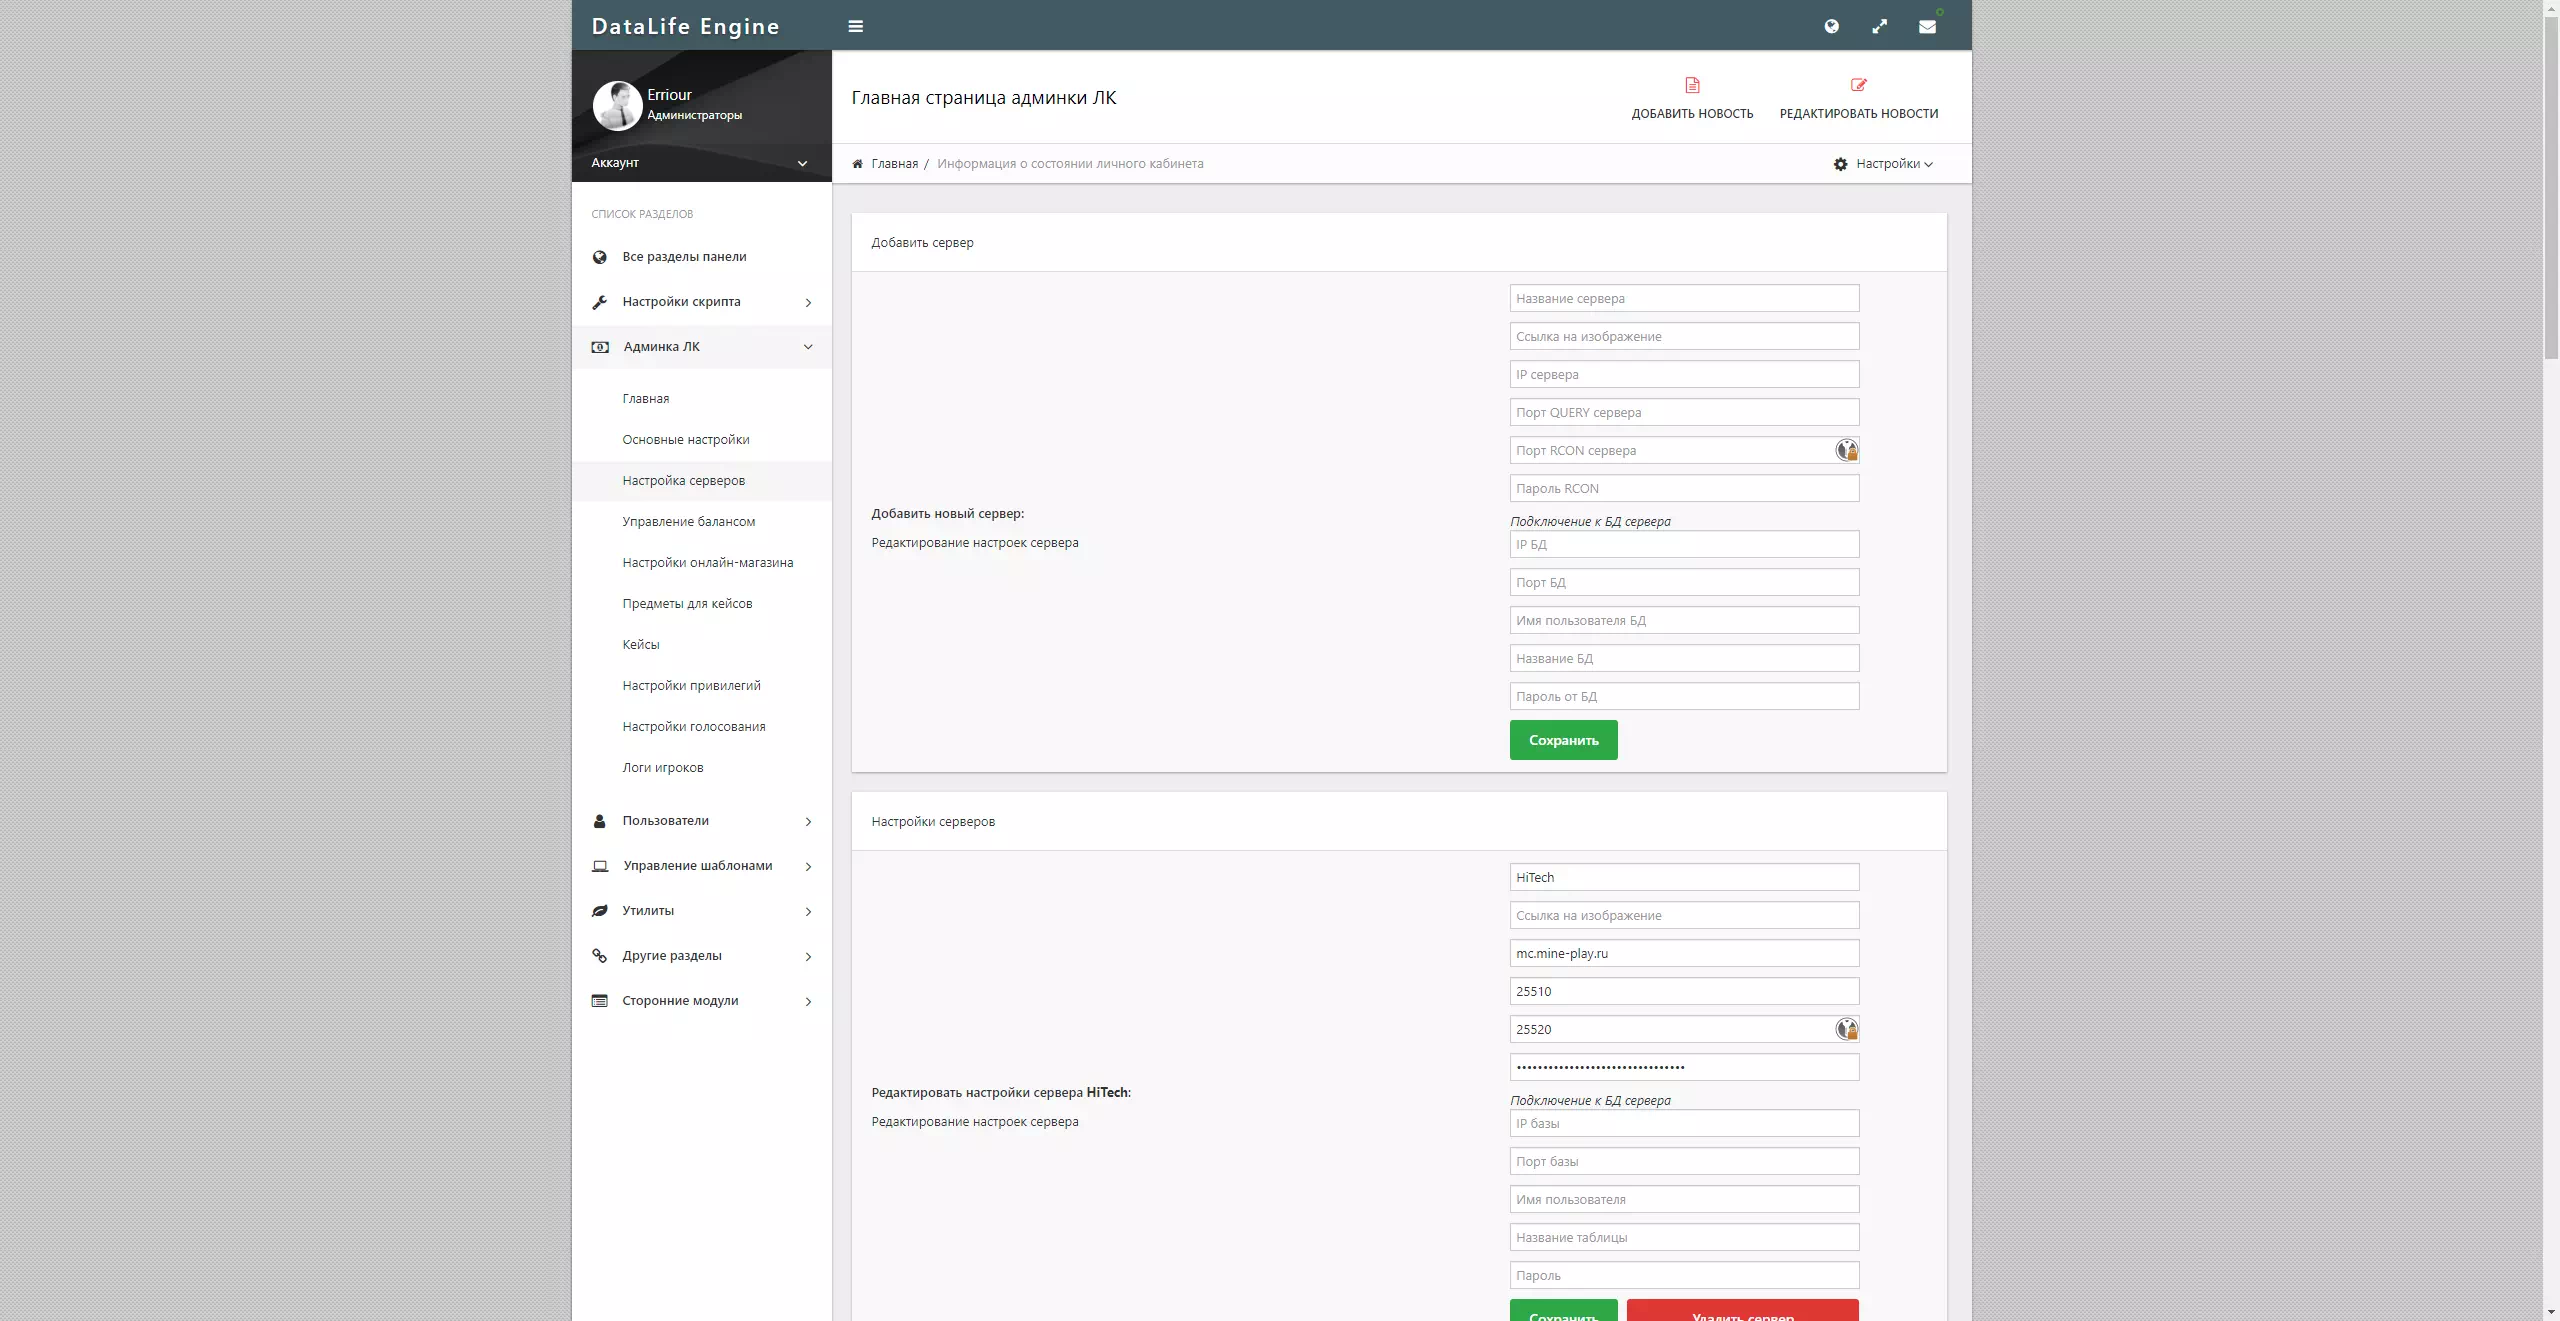 DataLife Engine
Erriour
Администраторы
Аккаунт
СПИСОК РАЗДЕЛОВ
Все разделы панели
Настройки скрипта
Админка ЛК
Главная
Основные настройки
Настройка серверов
Управление балансом
Настройки онлайн-магазина
Предметы для кейсов
Кейсы
Настройки привилегий
Настройки голосования
Логи игроков
Пользователи
Управление шаблонами
Утилиты
Другие разделы
Сторонние модули
Главная страница админки ЛК
ДОБАВИТЬ НОВОСТЬ
РЕДАКТИРОВАТЬ НОВОСТИ
Главная / Информация о состоянии личного кабинета
Настройки
Добавить сервер
Добавить новый сервер:
Редактирование настроек сервера
Название сервера
Ссылка на изображение
IP сервера
Порт QUERY сервера
Порт RCON сервера
Пароль RCON
Подключение к БД сервера
IP БД
Порт БД
Имя пользователя БД
Название БД
Пароль от БД
Сохранить
Настройки серверов
Редактировать настройки сервера HiTech:
Редактирование настроек сервера
HiTech
Ссылка на изображение
mc.mine-play.ru
25510
25520
••••••••••••••••••••••••••••••••
Подключение к БД сервера
IP базы
Порт базы
Имя пользователя
Название таблицы
Пароль
Сохранить
Удалить сервер